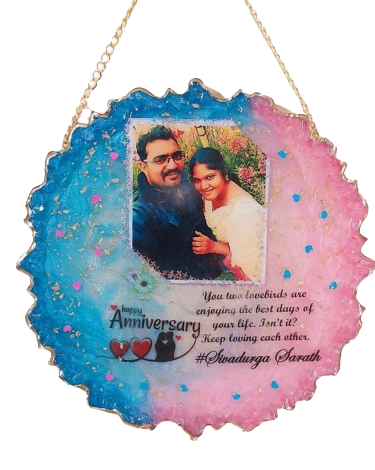 happy
Anniversary
You two lovebirds are
enjoying the best days of
your life. Isn't it?
Keep loving each other.
#Sivadurga Sarath